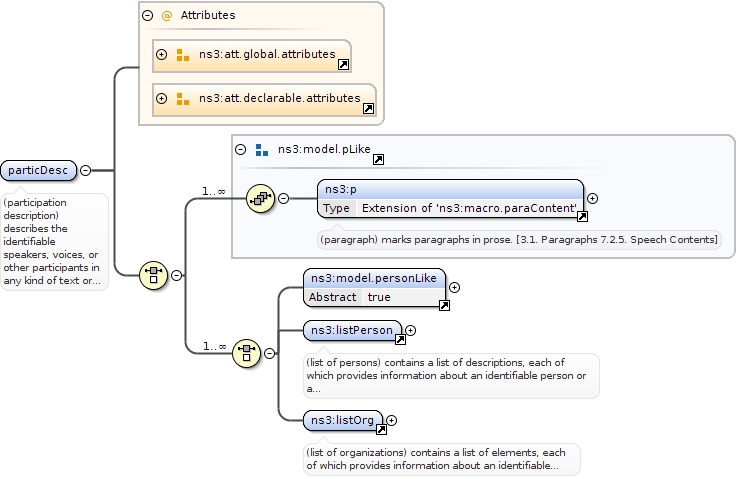 @ Attributes
ns3:att.global.attributes
ns3:att.declarable.attributes
particDesc
(participation
description)
describes the
identifiable
speakers, voices, or
other participants in
any kind of text or...
ns3:model.pLike
1..∞
ns3:p
Type Extension of 'ns3:macro.paraContent'
(paragraph) marks paragraphs in prose. [3.1. Paragraphs 7.2.5. Speech Contents]
1..∞
ns3:model.personLike
Abstract true
ns3:listPerson
(list of persons) contains a list of descriptions, each of
which provides information about an identifiable person or
a...
ns3:listOrg
(list of organizations) contains a list of elements, each
of which provides information about an identifiable...